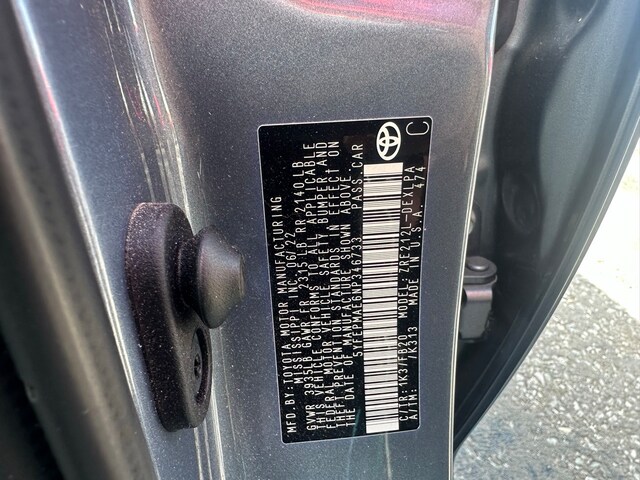 MFD.BY: TOYOTA MOTOR MANUFACTURING
MISSISSIPPI INC. 06/22
GVWR 3955LB GAWR FR 2315 LB RR 2140 LB
THIS VEHICLE CONFORMS TO ALL APPLICABLE
FEDERAL MOTOR VEHICLE SAFETY, BUMPER AND
THEFT PREVENTION STANDARDS IN EFFECT ON
THE DATE OF MANUFACTURE SHOWN ABOVE.
5YFEPMAE6NP346733 PASS.CAR
C/TR: 1K3/FB20 MODEL: ZRE212L-DEXLPA
A/TM: /K313 MADE IN U.S.A. 474
C